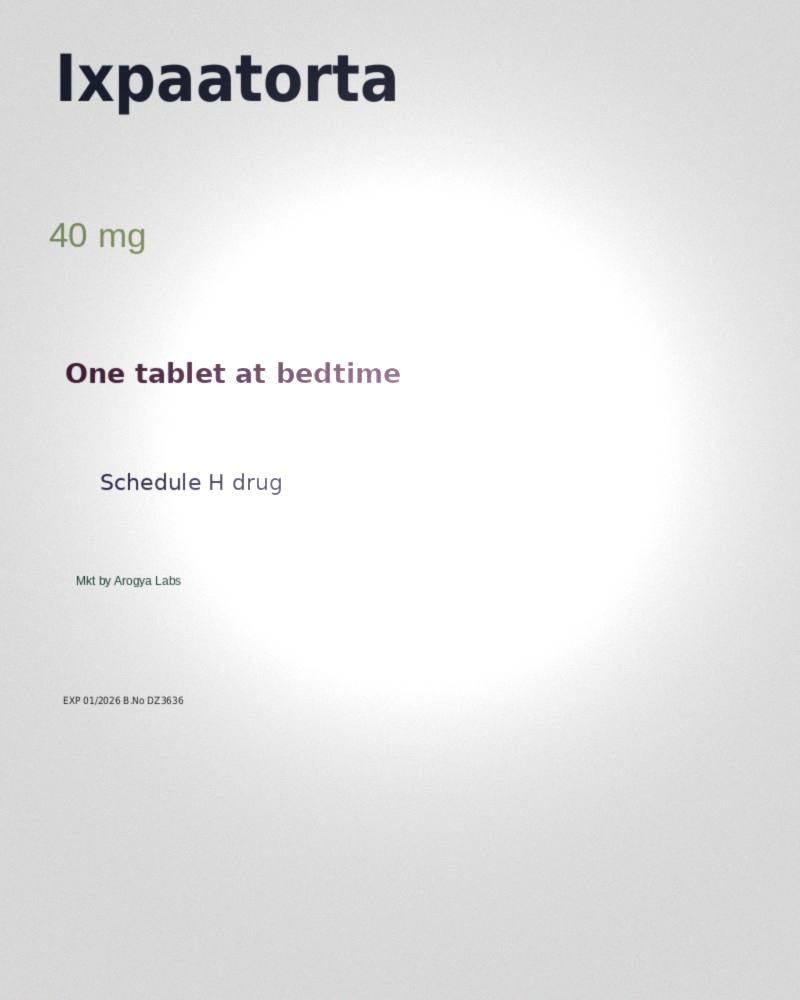 Ixpaatorta
40 mg
One tablet at bedtime
Schedule H drug
Mkt by Arogya Labs
EXP 01/2026 B.No DZ3636